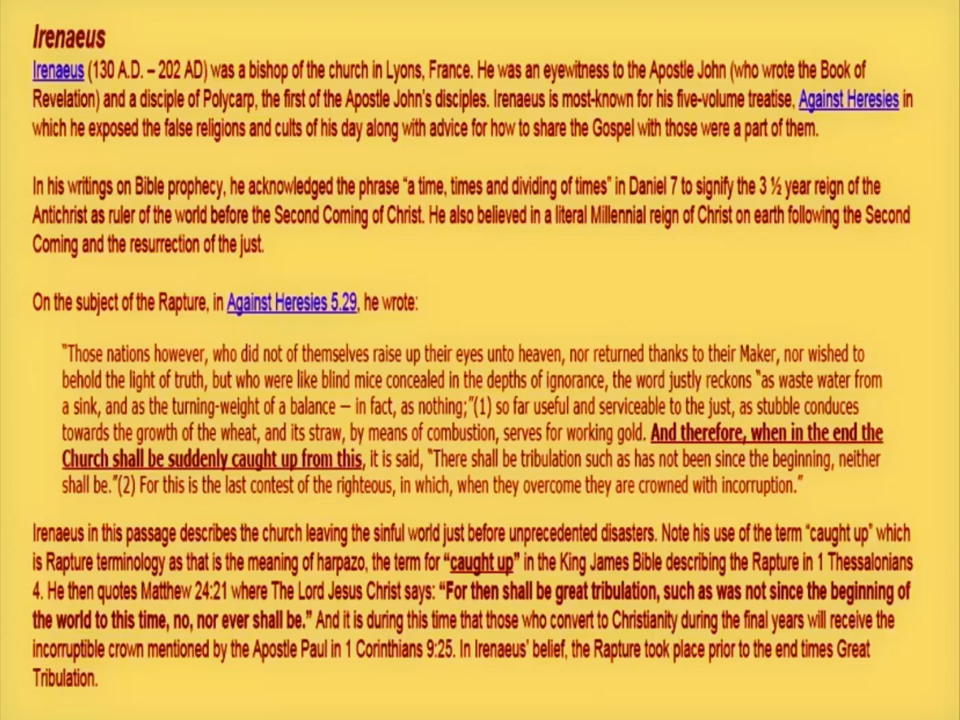 Irenaeus
Irenaeus (130 A.D. – 202 AD) was a bishop of the church in Lyons, France. He was an eyewitness to the Apostle John (who wrote the Book of
Revelation) and a disciple of Polycarp, the first of the Apostle John's disciples. Irenaeus is most-known for his five-volume treatise, Against Heresies in
which he exposed the false religions and cults of his day along with advice for how to share the Gospel with those were a part of them.
In his writings on Bible prophecy, he acknowledged the phrase "a time, times and dividing of times" in Daniel 7 to signify the 3 ½ year reign of the
Antichrist as ruler of the world before the Second Coming of Christ. He also believed in a literal Millennial reign of Christ on earth following the Second
Coming and the resurrection of the just.
On the subject of the Rapture, in Against Heresies 5.29, he wrote:
"Those nations however, who did not of themselves raise up their eyes unto heaven, nor returned thanks to their Maker, nor wished to
behold the light of truth, but who were like blind mice concealed in the depths of ignorance, the word justly reckons "as waste water from
a sink, and as the turning-weight of a balance — in fact, as nothing;"(1) so far useful and serviceable to the just, as stubble conduces
towards the growth of the wheat, and its straw, by means of combustion, serves for working gold. And therefore, when in the end the
Church shall be suddenly caught up from this, it is said, "There shall be tribulation such as has not been since the beginning, neither
shall be."(2) For this is the last contest of the righteous, in which, when they overcome they are crowned with incorruption."
Irenaeus in this passage describes the church leaving the sinful world just before unprecedented disasters. Note his use of the term "caught up" which
is Rapture terminology as that is the meaning of harpazo, the term for "caught up" in the King James Bible describing the Rapture in 1 Thessalonians
4. He then quotes Matthew 24:21 where The Lord Jesus Christ says: "For then shall be great tribulation, such as was not since the beginning of
the world to this time, no, nor ever shall be." And it is during this time that those who convert to Christianity during the final years will receive the
incorruptible crown mentioned by the Apostle Paul in 1 Corinthians 9:25. In Irenaeus' belief, the Rapture took place prior to the end times Great
Tribulation.